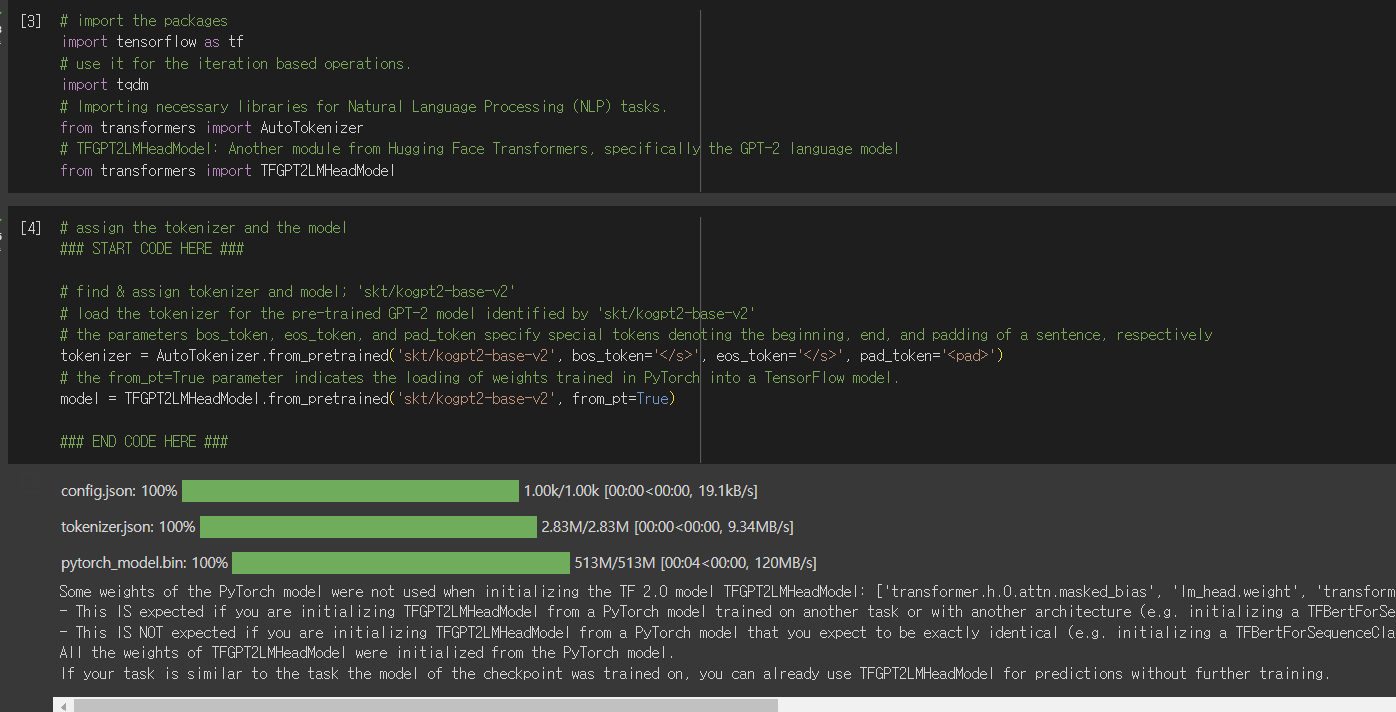 [3] # import the packages
import tensorflow as tf
# use it for the iteration based operations.
import tqdm
# Importing necessary libraries for Natural Language Processing (NLP) tasks.
from transformers import AutoTokenizer
# TFGPT2LMHeadModel: Another module from Hugging Face Transformers, specifically the GPT-2 language model
from transformers import TFGPT2LMHeadModel
[4] # assign the tokenizer and the model
### START CODE HERE ###
# find & assign tokenizer and model; 'skt/kogpt2-base-v2'
# load the tokenizer for the pre-trained GPT-2 model identified by 'skt/kogpt2-base-v2'
# the parameters bos_token, eos_token, and pad_token specify special tokens denoting the beginning, end, and padding of a sentence, respectively
tokenizer = AutoTokenizer.from_pretrained('skt/kogpt2-base-v2', bos_token='</s>', eos_token='</s>', pad_token='<pad>')
# the from_pt=True parameter indicates the loading of weights trained in PyTorch into a TensorFlow model.
model = TFGPT2LMHeadModel.from_pretrained('skt/kogpt2-base-v2', from_pt=True)
### END CODE HERE ###
config.json: 100% 1.00k/1.00k [00:00<00:00, 19.1kB/s]
tokenizer.json: 100% 2.83M/2.83M [00:00<00:00, 9.34MB/s]
pytorch_model.bin: 100% 513M/513M [00:04<00:00, 120MB/s]
Some weights of the PyTorch model were not used when initializing the TF 2.0 model TFGPT2LMHeadModel: ['transformer.h.0.attn.masked_bias', 'lm_head.weight', 'transform
- This IS expected if you are initializing TFGPT2LMHeadModel from a PyTorch model trained on another task or with another architecture (e.g. initializing a TFBertForSe
- This IS NOT expected if you are initializing TFGPT2LMHeadModel from a PyTorch model that you expect to be exactly identical (e.g. initializing a TFBertForSequenceCla
All the weights of TFGPT2LMHeadModel were initialized from the PyTorch model.
If your task is similar to the task the model of the checkpoint was trained on, you can already use TFGPT2LMHeadModel for predictions without further training.